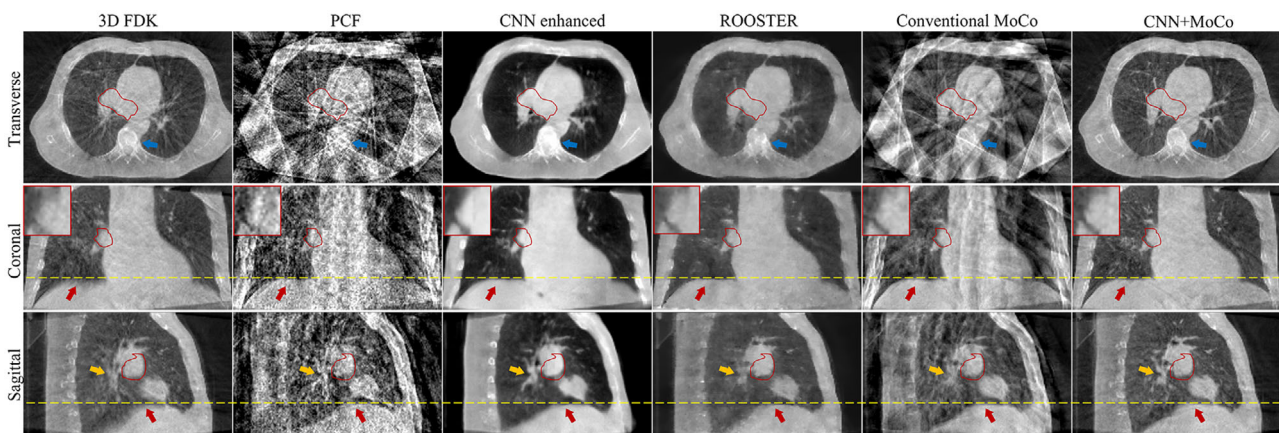 3D FDK
PCF
CNN enhanced
ROOSTER
Conventional MoCo
CNN+MoCo
Transverse
Coronal
Sagittal